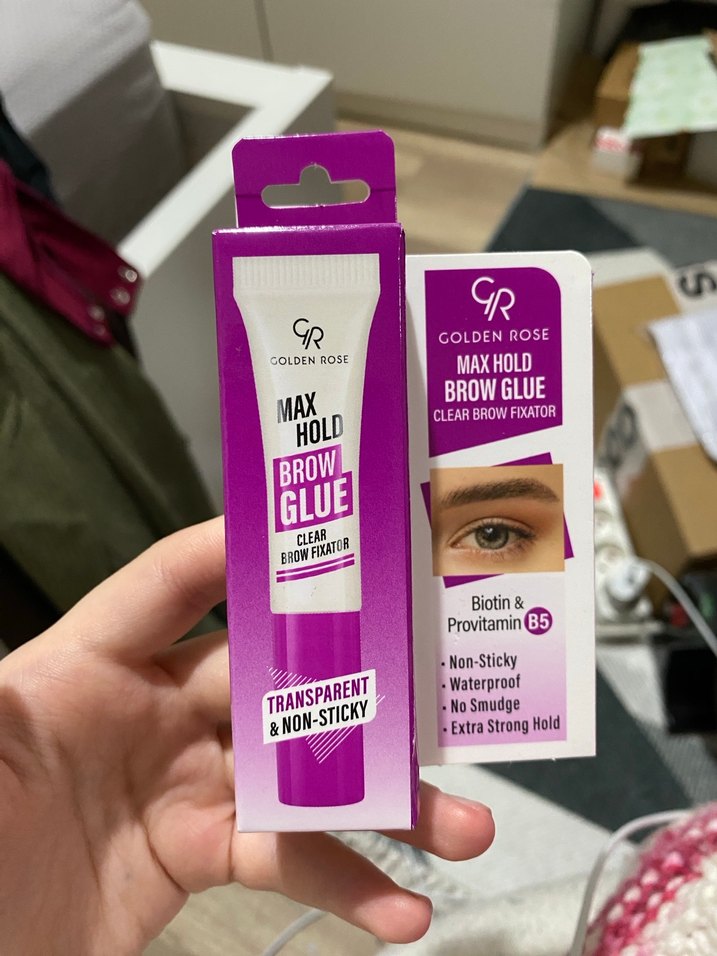 GR
GOLDEN ROSE
MAX
HOLD
BROW
GLUE
CLEAR
BROW FIXATOR
TRANSPARENT
& NON-STICKY
GR
GOLDEN ROSE
MAX HOLD
BROW GLUE
CLEAR BROW FIXATOR
Biotin &
Provitamin B5
· Non-Sticky
· Waterproof
· No Smudge
· Extra Strong Hold